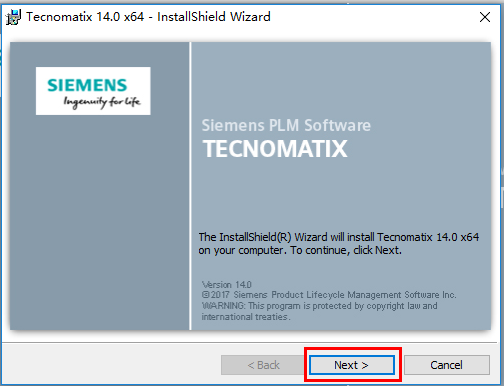 Tecnomatix 14.0 x64 - InstallShield Wizard
SIEMENS
Ingenuity for life
Siemens PLM Software
TECNOMATIX
The InstallShield(R) Wizard will install Tecnomatix 14.0 x64
on your computer. To continue, click Next.
Version 14.0
©2017 Siemens Product Lifecycle Management Software Inc.
WARNING: This program is protected by copyright law and
international treaties.
< Back
Next >
Cancel